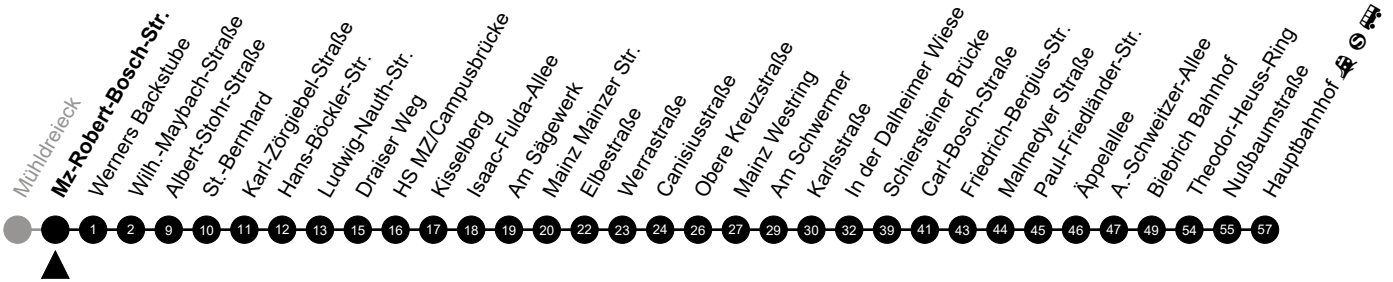 Mühldreieck
Mz-Robert-Bosch-Str.
Werners Backstube
Wilh.-Maybach-Straße
Albert-Stohr-Straße
St.-Bernhard
Karl-Zörgiebel-Straße
Hans-Böckler-Str.
Ludwig-Nauth-Str.
Draiser Weg
HS MZ/Campusbrücke
Kisselberg
Isaac-Fulda-Allee
Am Sägewerk
Mainz Mainzer Str.
Elbestraße
Werrastraße
Canisiusstraße
Obere Kreuzstraße
Mainz Westring
Am Schwermer
Karlsstraße
In der Dalheimer Wiese
Schiersteiner Brücke
Carl-Bosch-Straße
Friedrich-Bergius-Str.
Malmedyer Straße
Paul-Friedländer-Str.
Äppelallee
A.-Schweitzer-Allee
Biebrich Bahnhof
Theodor-Heuss-Ring
Nußbaumstraße
Hauptbahnhof S
1 2 9 10 11 12 13 15 16 17 18 19 20 22 23 24 26 27 29 30 32 39 41 43 44 45 46 47 49 54 55 57